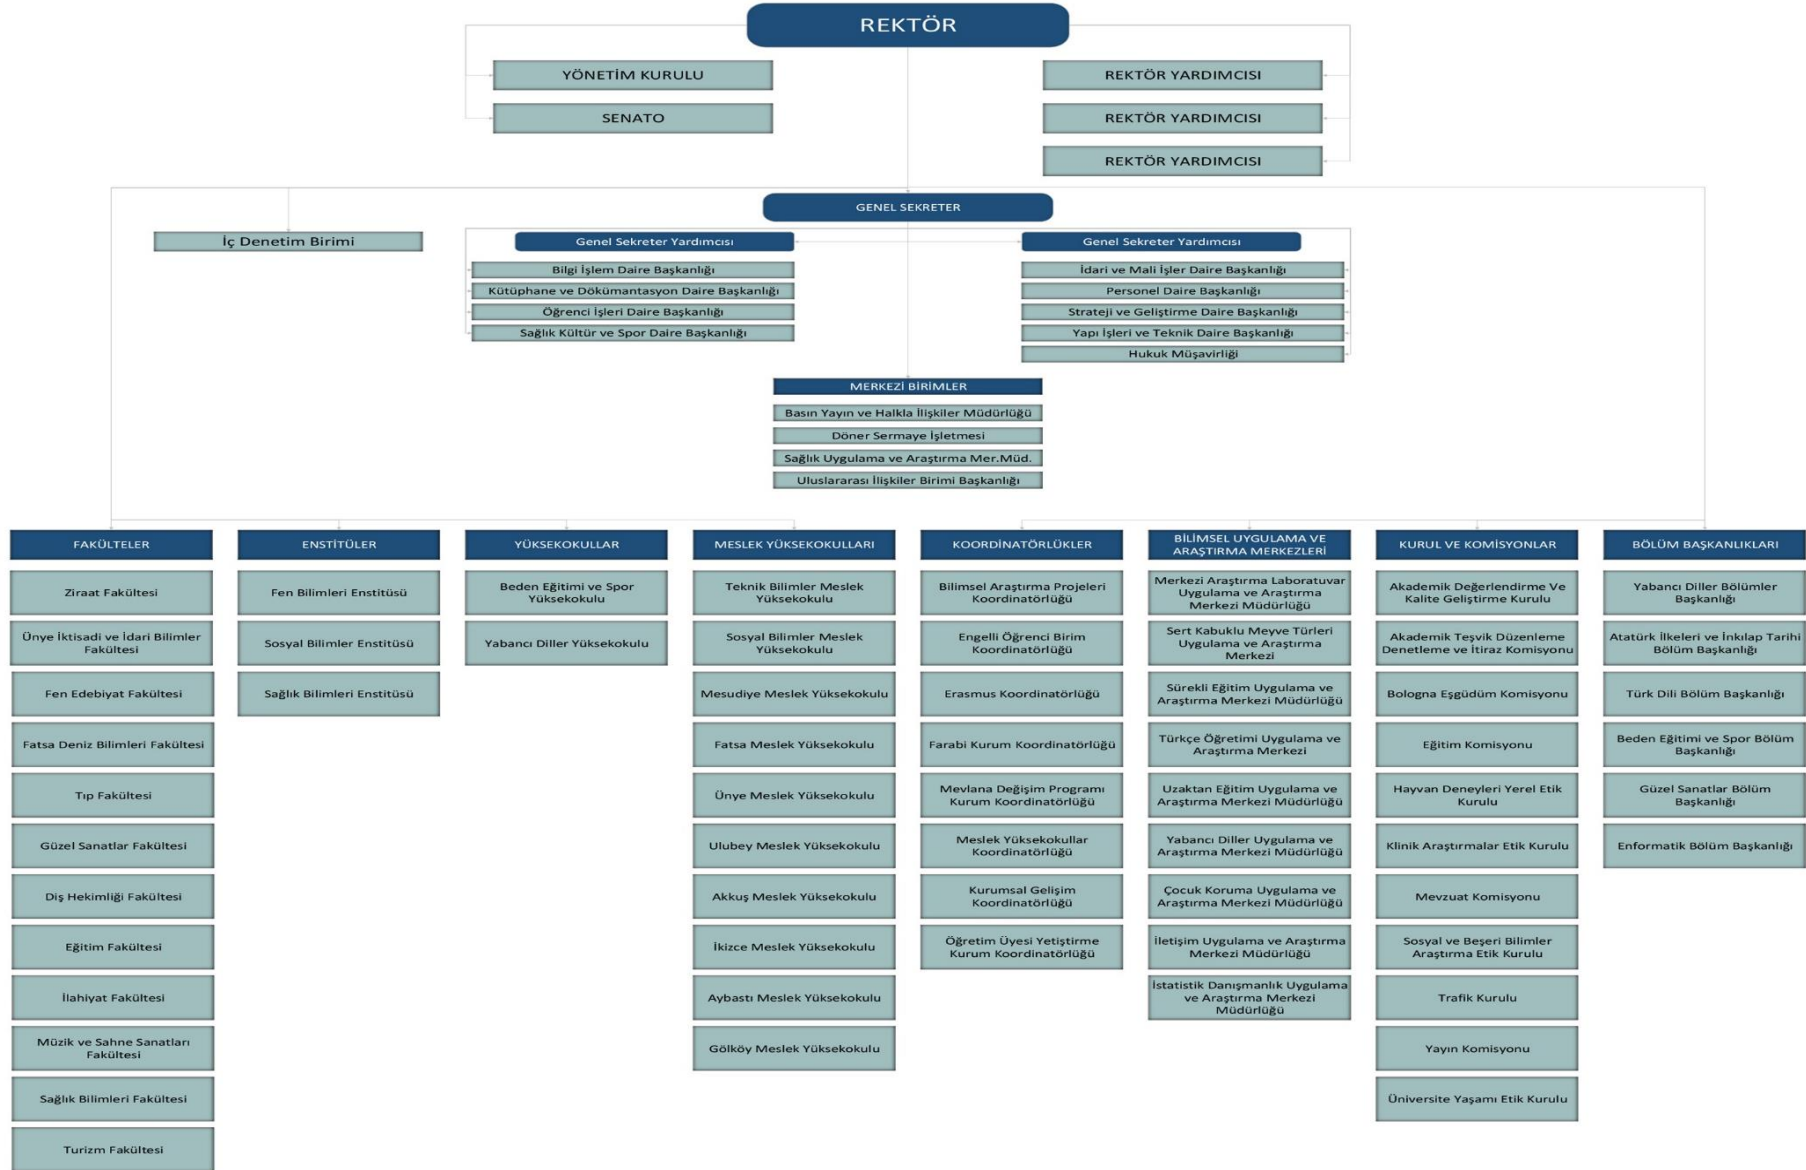 REKTÖR
YÖNETİM KURULU
SENATO
REKTÖR YARDIMCISI
REKTÖR YARDIMCISI
REKTÖR YARDIMCISI
GENEL SEKRETER
İç Denetim Birimi
Genel Sekreter Yardımcısı
Bilgi İşlem Daire Başkanlığı
Kütüphane ve Dökümantasyon Daire Başkanlığı
Öğrenci İşleri Daire Başkanlığı
Sağlık Kültür ve Spor Daire Başkanlığı
Genel Sekreter Yardımcısı
İdari ve Mali İşler Daire Başkanlığı
Personel Daire Başkanlığı
Strateji ve Geliştirme Daire Başkanlığı
Yapı İşleri ve Teknik Daire Başkanlığı
Hukuk Müşavirliği
MERKEZİ BİRİMLER
Basın Yayın ve Halkla İlişkiler Müdürlüğü
Döner Sermaye İşletmesi
Sağlık Uygulama ve Araştırma Mer.Müd.
Uluslararası İlişkiler Birimi Başkanlığı
FAKÜLTELER
Ziraat Fakültesi
Ünye İktisadi ve İdari Bilimler
Fakültesi
Fen Edebiyat Fakültesi
Fatsa Deniz Bilimleri Fakültesi
Tıp Fakültesi
Güzel Sanatlar Fakültesi
Diş Hekimliği Fakültesi
Eğitim Fakültesi
İlahiyat Fakültesi
Müzik ve Sahne Sanatları
Fakültesi
Sağlık Bilimleri Fakültesi
Turizm Fakültesi
ENSTİTÜLER
Fen Bilimleri Enstitüsü
Sosyal Bilimler Enstitüsü
Sağlık Bilimleri Enstitüsü
YÜKSEKOKULLAR
Beden Eğitimi ve Spor
Yüksekokulu
Yabancı Diller Yüksekokulu
MESLEK YÜKSEKOKULLARI
Teknik Bilimler Meslek
Yüksekokulu
Sosyal Bilimler Meslek
Yüksekokulu
Mesudiye Meslek Yüksekokulu
Fatsa Meslek Yüksekokulu
Ünye Meslek Yüksekokulu
Ulubey Meslek Yüksekokulu
Akkuş Meslek Yüksekokulu
İkizce Meslek Yüksekokulu
Aybastı Meslek Yüksekokulu
Gölköy Meslek Yüksekokulu
KOORDİNATÖRLÜKLER
Bilimsel Araştırma Projeleri
Koordinatörlüğü
Engelli Öğrenci Birim
Koordinatörlüğü
Erasmus Koordinatörlüğü
Farabi Kurum Koordinatörlüğü
Mevlana Değişim Programı
Kurum Koordinatörlüğü
Meslek Yüksekokullar
Koordinatörlüğü
Kurumsal Gelişim
Koordinatörlüğü
Öğretim Üyesi Yetiştirme
Kurum Koordinatörlüğü
BİLİMSEL UYGULAMA VE
ARAŞTIRMA MERKEZLERİ
Merkezi Araştırma Laboratuvar
Uygulama ve Araştırma
Merkezi Müdürlüğü
Sert Kabuklu Meyve Türleri
Uygulama ve Araştırma
Merkezi
Sürekli Eğitim Uygulama ve
Araştırma Merkezi Müdürlüğü
Türkçe Öğretimi Uygulama ve
Araştırma Merkezi
Uzaktan Eğitim Uygulama ve
Araştırma Merkezi Müdürlüğü
Yabancı Diller Uygulama ve
Araştırma Merkezi Müdürlüğü
Çocuk Koruma Uygulama ve
Araştırma Merkezi Müdürlüğü
İletişim Uygulama ve Araştırma
Merkezi Müdürlüğü
İstatistik Danışmanlık Uygulama
ve Araştırma Merkezi
Müdürlüğü
KURUL VE KOMİSYONLAR
Akademik Değerlendirme Ve
Kalite Geliştirme Kurulu
Akademik Teşvik Düzenleme
Denetleme ve İtiraz Komisyonu
Bologna Eşgüdüm Komisyonu
Eğitim Komisyonu
Hayvan Deneyleri Yerel Etik
Kurulu
Klinik Araştırmalar Etik Kurulu
Mevzuat Komisyonu
Sosyal ve Beşeri Bilimler
Araştırma Etik Kurulu
Trafik Kurulu
Yayın Komisyonu
Üniversite Yaşamı Etik Kurulu
BÖLÜM BAŞKANLIKLARI
Yabancı Diller Bölümler
Başkanlığı
Atatürk İlkeleri ve İnkılap Tarihi
Bölüm Başkanlığı
Türk Dili Bölüm Başkanlığı
Beden Eğitimi ve Spor Bölüm
Başkanlığı
Güzel Sanatlar Bölüm
Başkanlığı
Enformatik Bölüm Başkanlığı